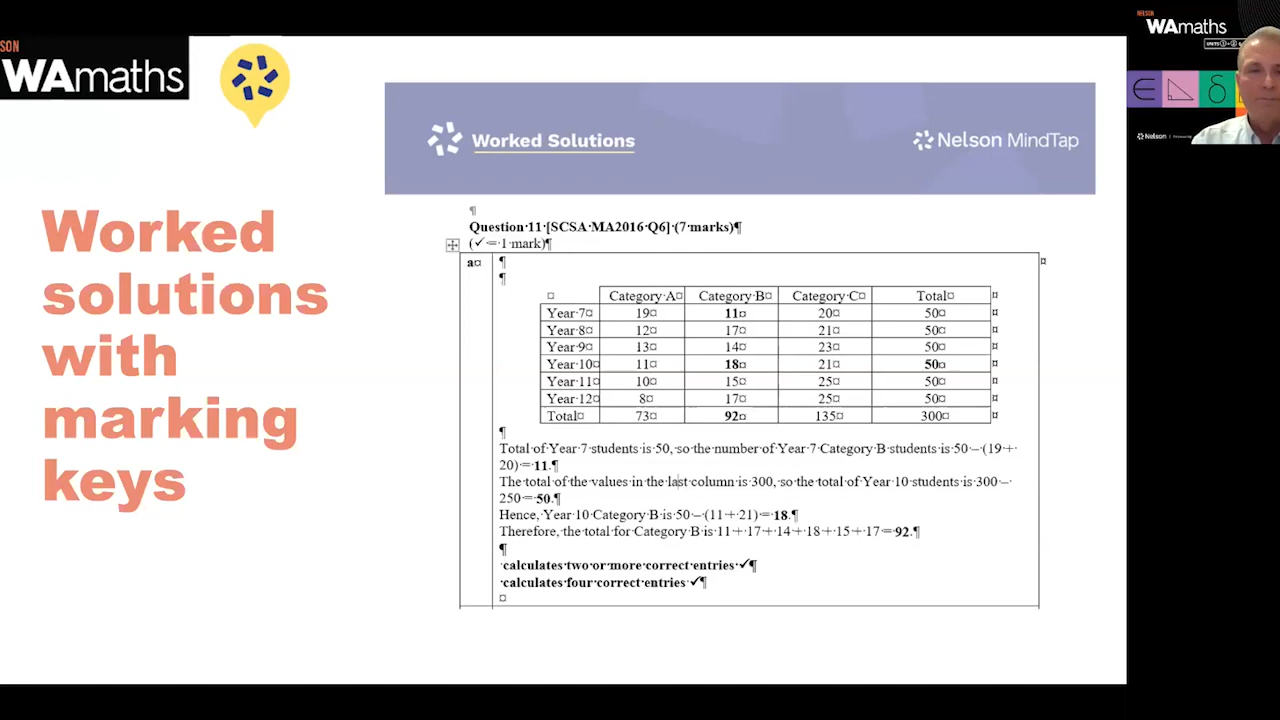 SON
WAmaths
Worked
solutions
with
marking
keys
Worked Solutions
Nelson MindTap
¶
Question·11·[SCSA·MA2016·Q6]·(7·marks)¶
(✓·=·1·mark)¶
a¤
¶
¶
¤ Category·A¤ Category·B¤ Category·C¤ Total¤ ¤
Year·7¤ 19¤ 11¤ 20¤ 50¤ ¤
Year·8¤ 12¤ 17¤ 21¤ 50¤ ¤
Year·9¤ 13¤ 14¤ 23¤ 50¤ ¤
Year·10¤ 11¤ 18¤ 21¤ 50¤ ¤
Year·11¤ 10¤ 15¤ 25¤ 50¤ ¤
Year·12¤ 8¤ 17¤ 25¤ 50¤ ¤
Total¤ 73¤ 92¤ 135¤ 300¤ ¤
¶
Total·of·Year·7·students·is·50,·so·the·number·of·Year·7·Category·B·students·is·50·–·(19·+·
20)·=·11.¶
The·total·of·the·values·in·the·last·column·is·300,·so·the·total·of·Year·10·students·is·300·–·
250·=·50.¶
Hence,·Year·10·Category·B·is·50·–·(11·+·21)·=·18.¶
Therefore,·the·total·for·Category·B·is·11·+·17·+·14·+·18·+·15·+·17·=·92.¶
¶
·calculates·two·or·more·correct·entries·✓¶
·calculates·four·correct·entries·✓¶
¤
¤
NELSON
WAmaths
UNITS 1+2
Nelson